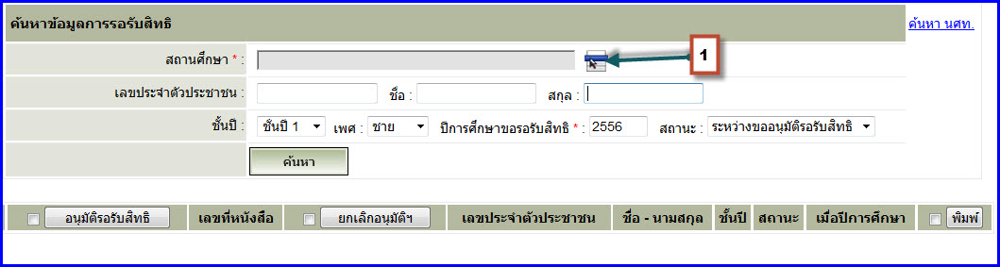 ค้นหาข้อมูลการรอรับสิทธิ
ค้นหา นศท.
สถานศึกษา * :
1
เลขประจำตัวประชาชน : ชื่อ : สกุล :
ชั้นปี : ชั้นปี 1 เพศ : ชาย ปีการศึกษาขอรอรับสิทธิ * : 2556 สถานะ : ระหว่างขออนุมัติรอรับสิทธิ
ค้นหา
อนุมัติรอรับสิทธิ เลขที่หนังสือ ยกเลิกอนุมัติฯ เลขประจำตัวประชาชน ชื่อ - นามสกุล ชั้นปี สถานะ เมื่อปีการศึกษา พิมพ์